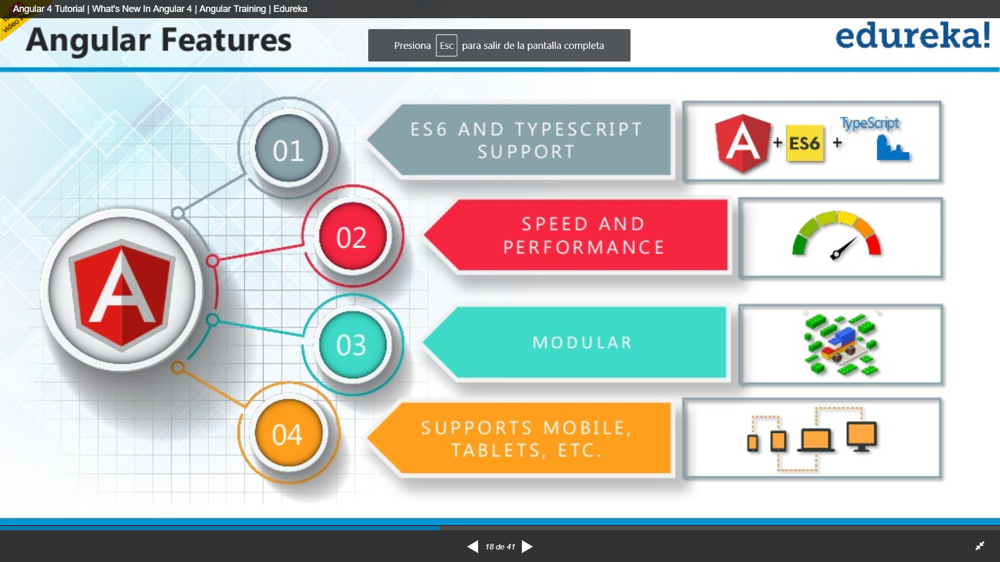 Angular 4 Tutorial | What's New In Angular 4 | Angular Training | Edureka
video in
Angular Features
Presiona Esc para salir de la pantalla completa
edureka!
01
ES6 AND TYPESCRIPT
SUPPORT
A + ES6 +
TypeScript
02
SPEED AND
PERFORMANCE
A
03
MODULAR
04
SUPPORTS MOBILE,
TABLETS, ETC.
18 de 41